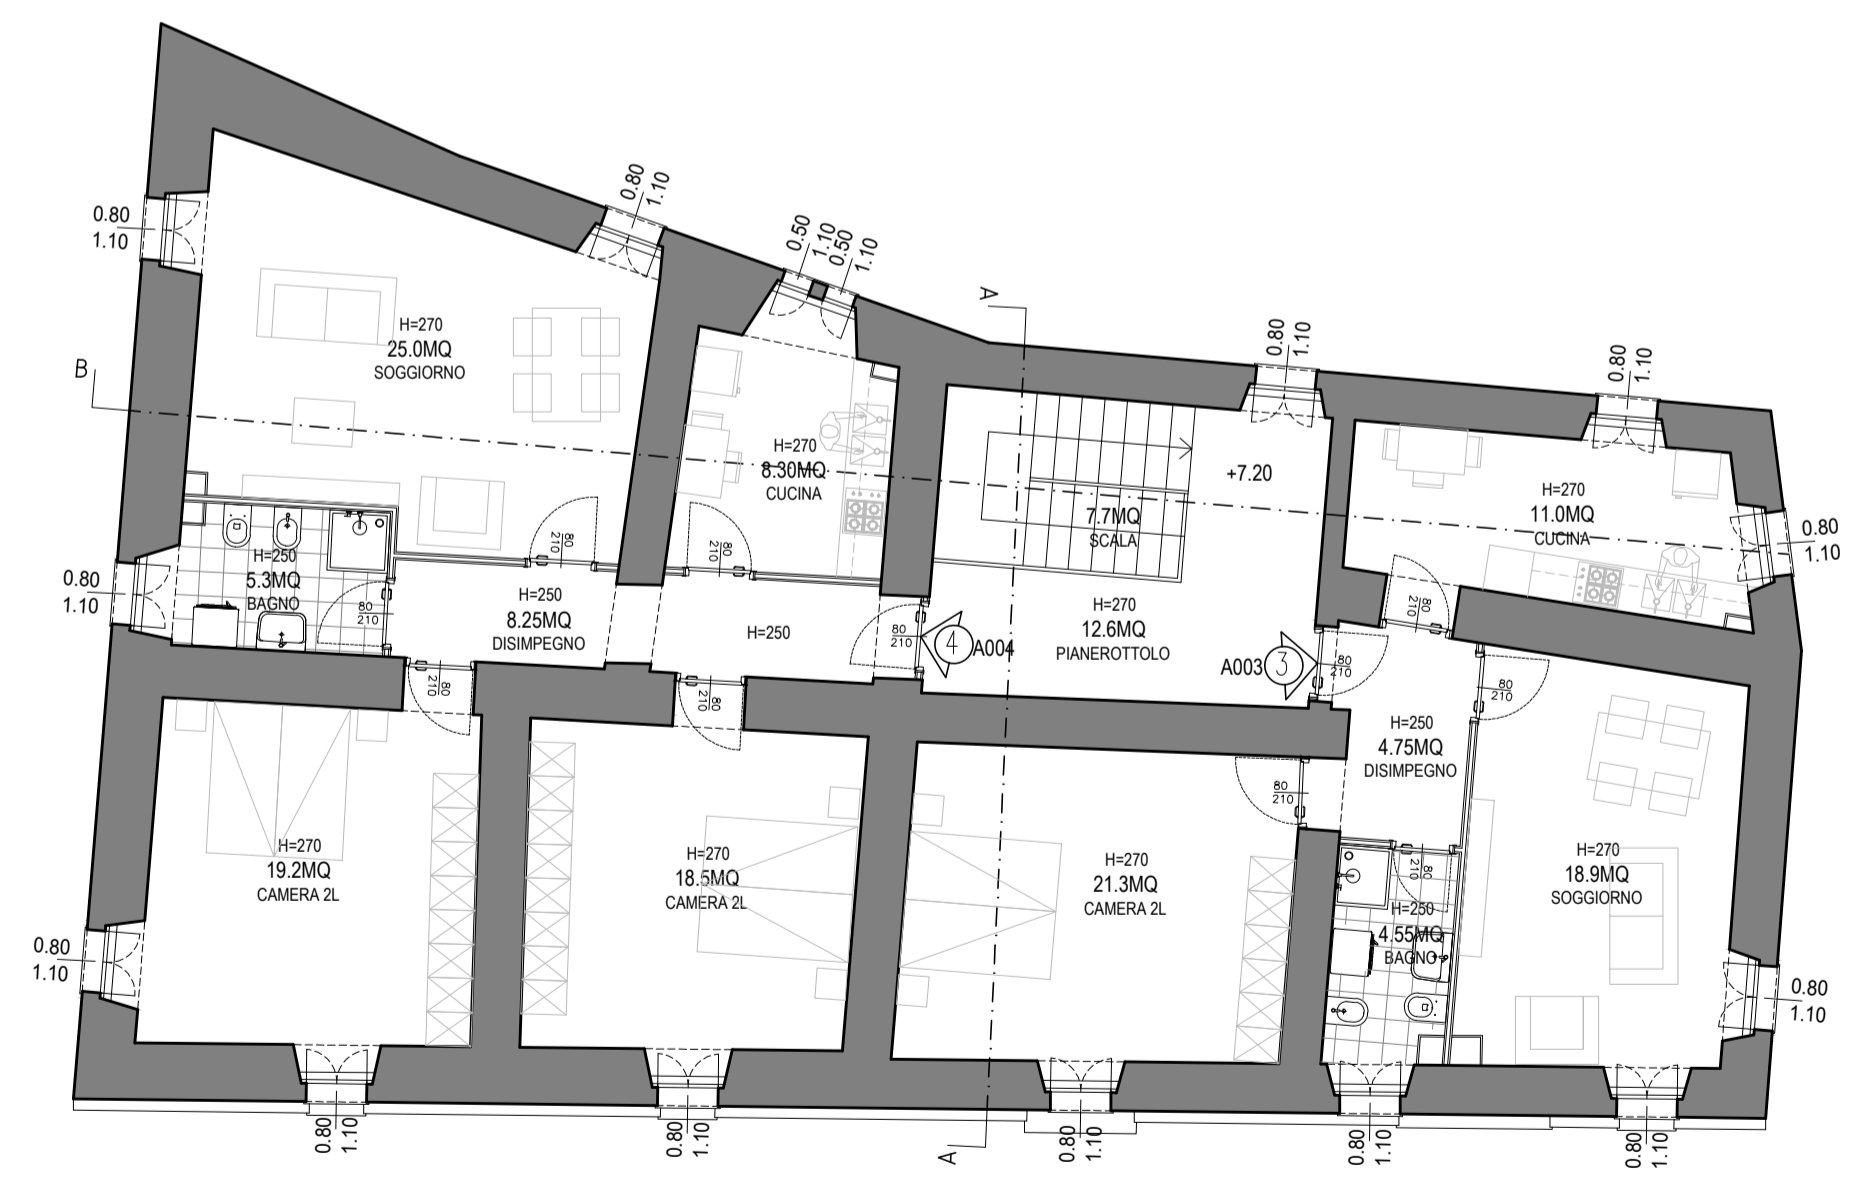 0.80
1.10
0.80
1.10
0.50
1.10
0.50
1.10
A
0.80
1.10
0.80
1.10
B
H=270
25.0MQ
SOGGIORNO
H=270
8.30MQ
CUCINA
+7.20
7.7MQ
SCALA
H=270
11.0MQ
CUCINA
0.80
1.10
0.80
1.10
H=250
5.3MQ
BAGNO
80
210
80
210
80
210
H=250
8.25MQ
DISIMPEGNO
H=250
80
210
4
A004
H=270
12.6MQ
PIANEROTTOLO
A003
3
80
210
80
210
80
210
80
210
80
210
H=250
4.75MQ
DISIMPEGNO
80
210
80
210
H=270
19.2MQ
CAMERA 2L
H=270
18.5MQ
CAMERA 2L
H=270
21.3MQ
CAMERA 2L
H=250
4.55MQ
BAGNO
H=270
18.9MQ
SOGGIORNO
0.80
1.10
0.80
1.10
0.80
1.10
0.80
1.10
A
0.80
1.10
0.80
1.10
0.80
1.10